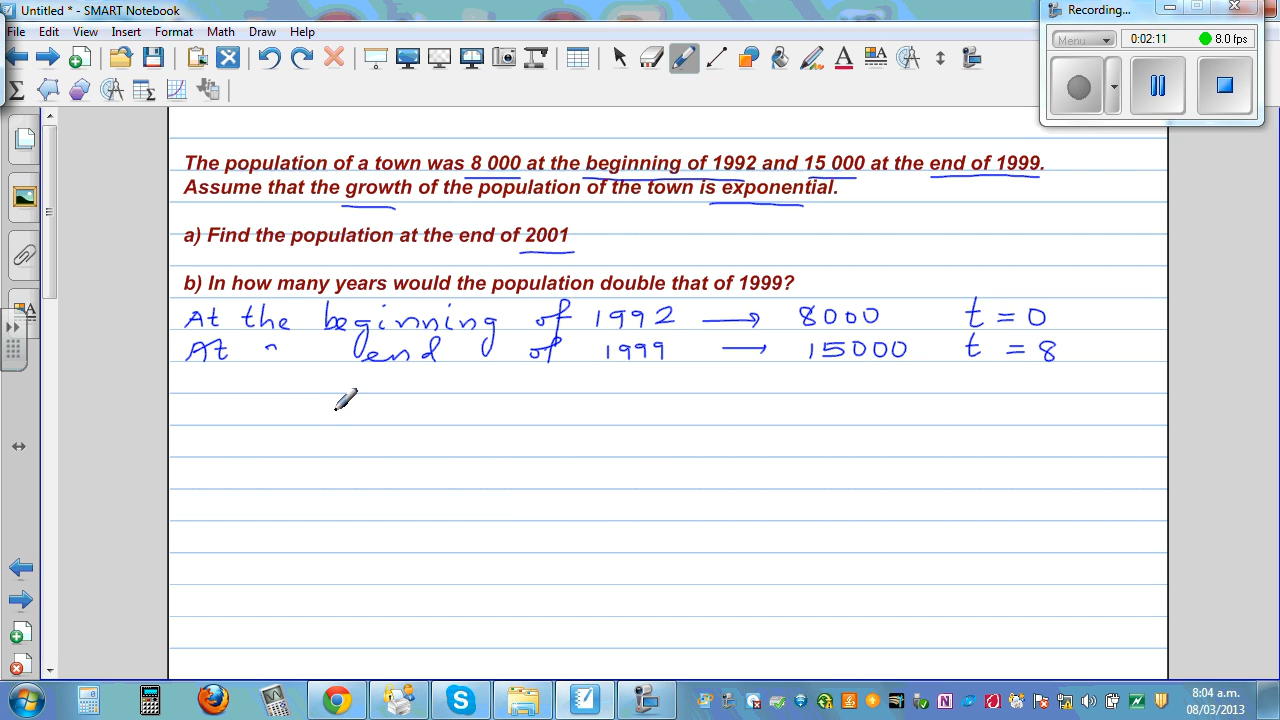 Untitled * - SMART Notebook
Recording...
File Edit View Insert Format Math Draw Help
Menu
0:02:11
8.0 fps
The population of a town was 8 000 at the beginning of 1992 and 15 000 at the end of 1999.
Assume that the growth of the population of the town is exponential.
a) Find the population at the end of 2001
b) In how many years would the population double that of 1999?
At the beginning of 1992 → 8000 t = 0
At " end of 1999 → 15000 t = 8
8:04 a.m.
08/03/2013